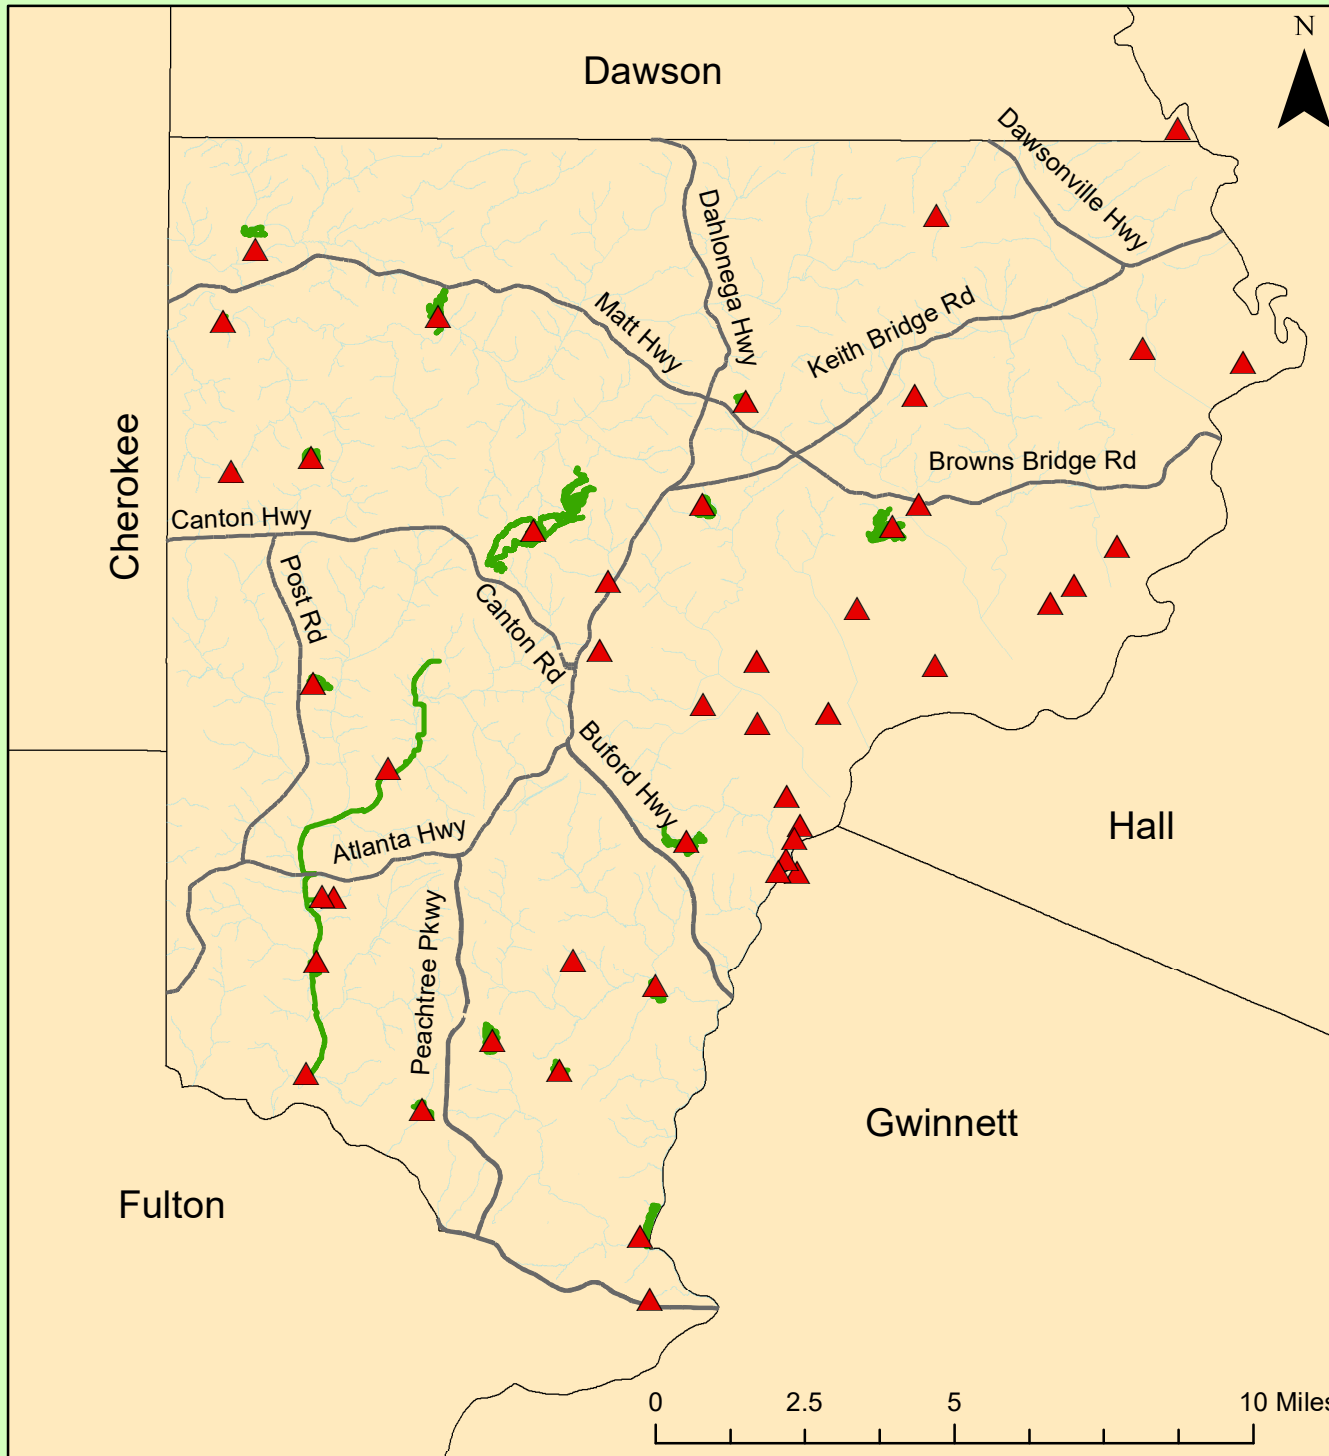 N
Dawson
Dawsonville Hwy
Dahlonega Hwy
Matt Hwy
Keith Bridge Rd
Browns Bridge Rd
Cherokee
Canton Hwy
Post Rd
Canton Rd
Buford Hwy
Atlanta Hwy
Hall
Peachtree Pkwy
Gwinnett
Fulton
0 2.5 5 10 Miles